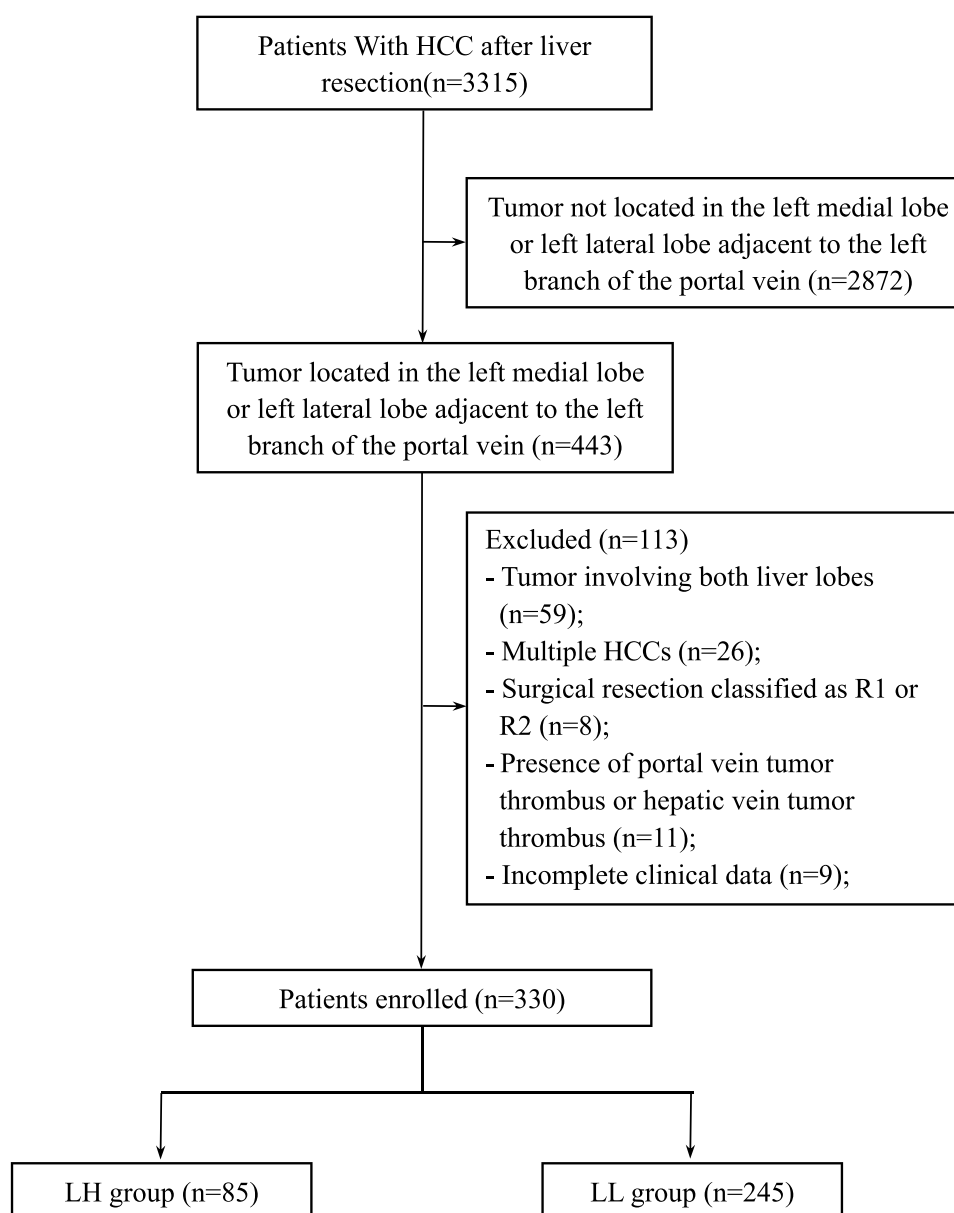 Patients With HCC after liver
resection(n=3315)
Tumor not located in the left medial lobe
or left lateral lobe adjacent to the left
branch of the portal vein (n=2872)
Tumor located in the left medial lobe
or left lateral lobe adjacent to the left
branch of the portal vein (n=443)
Excluded (n=113)
- Tumor involving both liver lobes
(n=59);
- Multiple HCCs (n=26);
- Surgical resection classified as R1 or
R2 (n=8);
- Presence of portal vein tumor
thrombus or hepatic vein tumor
thrombus (n=11);
- Incomplete clinical data (n=9);
Patients enrolled (n=330)
LH group (n=85)
LL group (n=245)